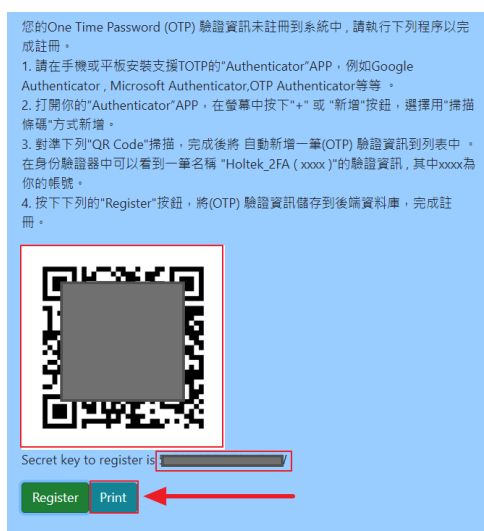 您的One Time Password (OTP) 驗證資訊未註冊到系統中 , 請執行下列程序以完
成註冊。
1. 請在手機或平板安裝支援TOTP的"Authenticator"APP，例如Google
Authenticator , Microsoft Authenticator,OTP Authenticator等等 。
2. 打開你的"Authenticator"APP，在螢幕中按下"+" 或 "新增"按鈕，選擇用"掃描
條碼"方式新增。
3. 對準下列"QR Code"掃描，完成後將 自動新增一筆(OTP) 驗證資訊到列表中 。
在身份驗證器中可以看到一筆名稱 "Holtek_2FA ( xxxx )"的驗證資訊 , 其中xxxx為
你的帳號。
4. 按下下列的"Register"按鈕，將(OTP) 驗證資訊儲存到後端資料庫，完成註
冊。
Secret key to register is
Register Print